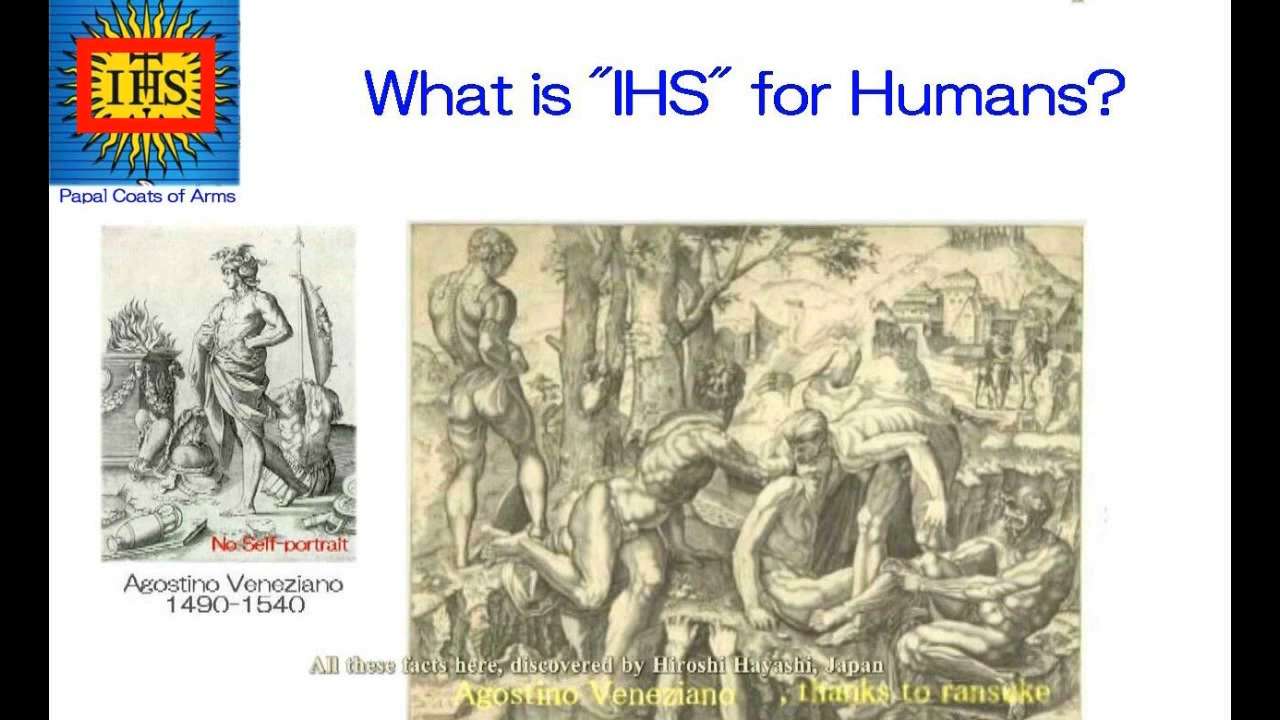 IHS
What is "IHS" for Humans?
Papal Coats of Arms
No Self-portrait
Agostino Veneziano
1490-1540
All these facts here, discovered by Hiroshi Hayashi, Japan
Agostino Veneziano , thanks to ransuke